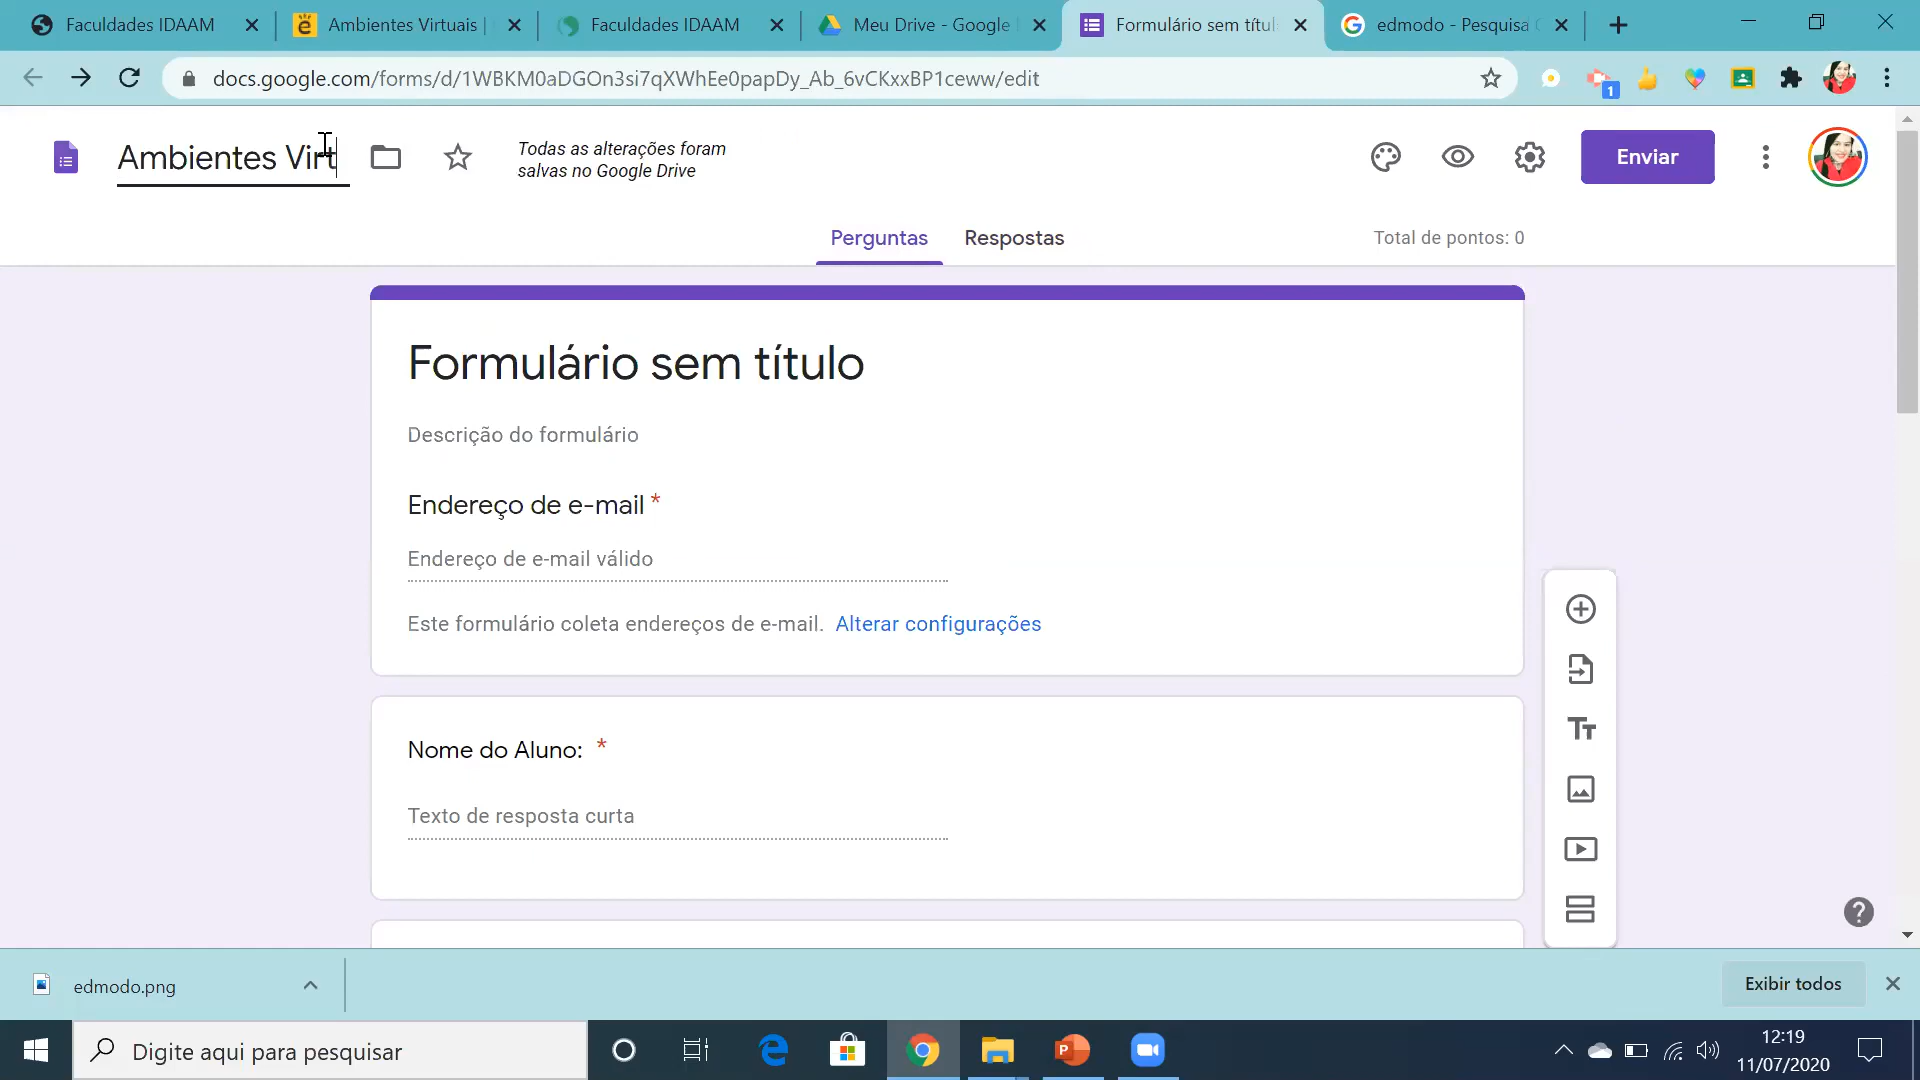 Faculdades IDAAM
Ambientes Virtuais |
Faculdades IDAAM
Meu Drive - Google
Formulário sem títul
edmodo - Pesquisa
docs.google.com/forms/d/1WBKM0aDGOn3si7qXWhEe0papDy_Ab_6vCKxxBP1ceww/edit
1
Ambientes Virt
Todas as alterações foram
salvas no Google Drive
Enviar
Perguntas
Respostas
Total de pontos: 0
Formulário sem título
Descrição do formulário
Endereço de e-mail *
Endereço de e-mail válido
Este formulário coleta endereços de e-mail. Alterar configurações
Nome do Aluno: *
Texto de resposta curta
edmodo.png
Exibir todos
Digite aqui para pesquisar
12:19
11/07/2020